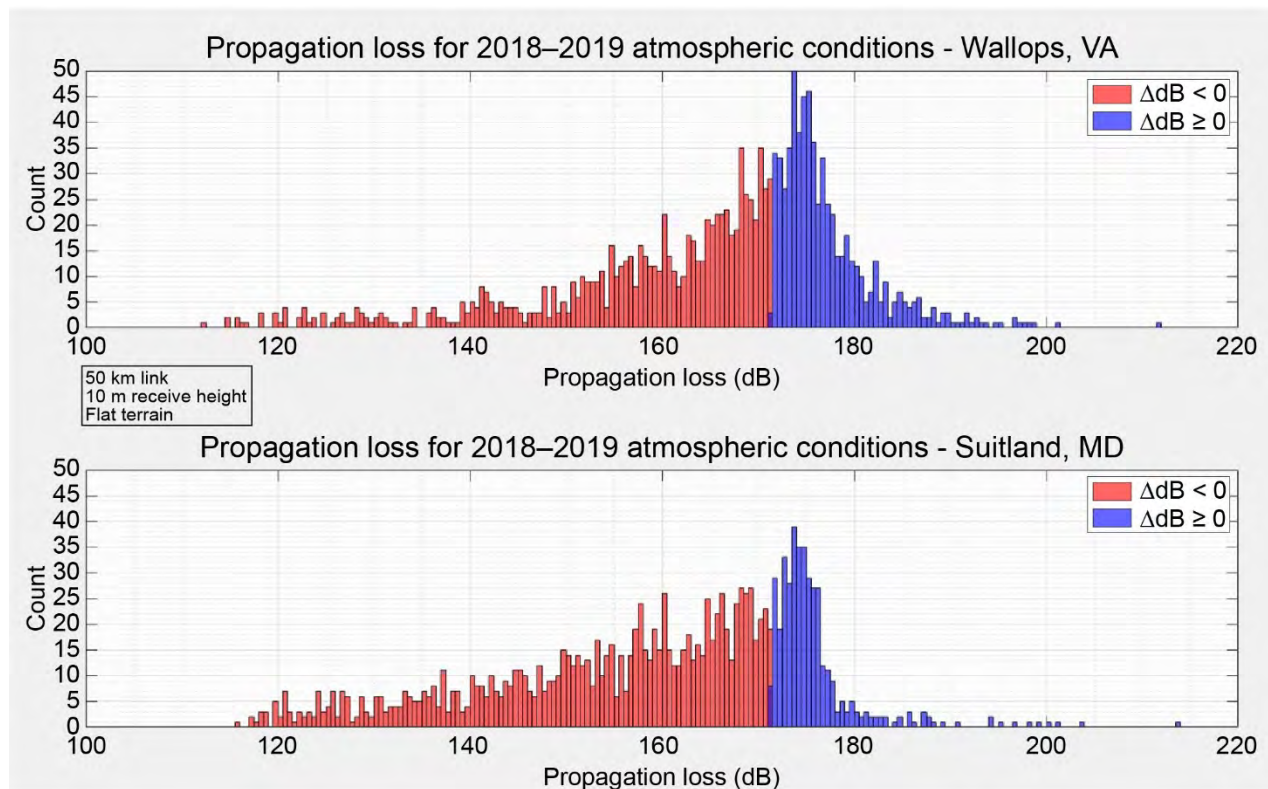 Propagation loss for 2018–2019 atmospheric conditions - Wallops, VA
50
45
40
35
30
25
20
15
10
5
0
Count
ΔdB < 0
ΔdB ≥ 0
100 120 140 160 180 200 220
Propagation loss (dB)
50 km link
10 m receive height
Flat terrain
Propagation loss for 2018–2019 atmospheric conditions - Suitland, MD
50
45
40
35
30
25
20
15
10
5
0
Count
ΔdB < 0
ΔdB ≥ 0
100 120 140 160 180 200 220
Propagation loss (dB)